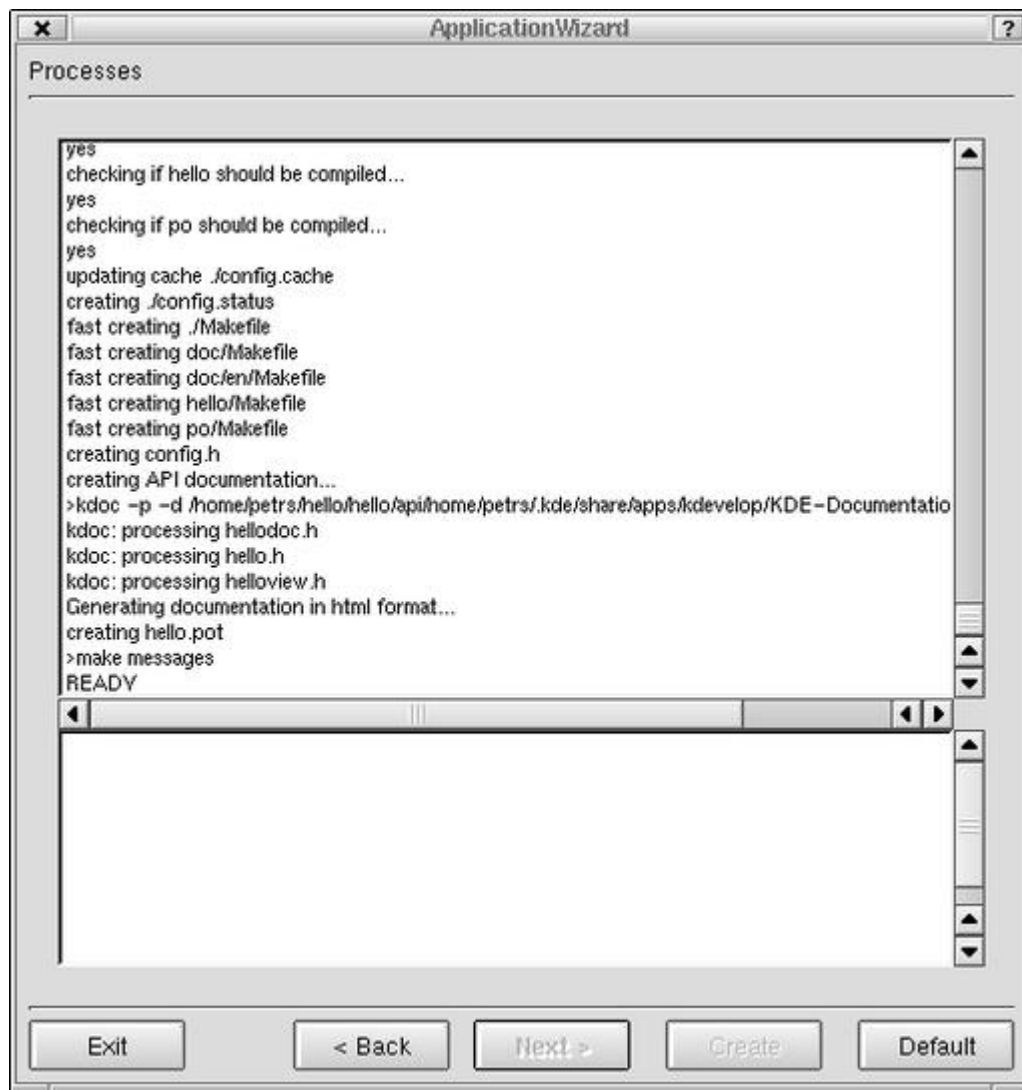 ApplicationWizard
Processes
yes
checking if hello should be compiled...
yes
checking if po should be compiled...
yes
updating cache ./config.cache
creating ./config.status
fast creating ./Makefile
fast creating doc/Makefile
fast creating doc/en/Makefile
fast creating hello/Makefile
fast creating po/Makefile
creating config.h
creating API documentation...
>kdoc -p -d /home/petrs/hello/hello/api/home/petrs/.kde/share/apps/kdevelop/KDE-Documentatio
kdoc: processing hellodoc.h
kdoc: processing hello.h
kdoc: processing helloview.h
Generating documentation in html format...
creating hello.pot
>make messages
READY
Exit
< Back
Next >
Create
Default